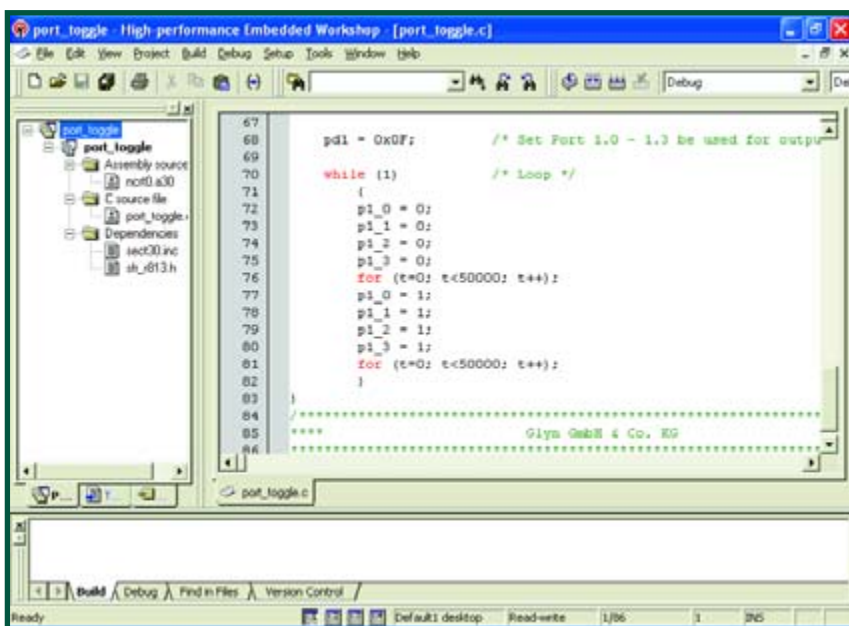 port_toggle - High-performance Embedded Workshop - [port_toggle.c]
File Edit View Project Build Debug Setup Tools Window Help
Debug
De
port_toggle
port_toggle
Assembly source
ncrt0.a30
C source file
port_toggle.
Dependencies
sect30.inc
sh_r813.h
67
68 pd1 = 0x0F; /* Set Port 1.0 - 1.3 be used for outpu
69
70 while (1) /* Loop */
71 {
72 p1_0 = 0;
73 p1_1 = 0;
74 p1_2 = 0;
75 p1_3 = 0;
76 for (t=0; t<50000; t++);
77 p1_0 = 1;
78 p1_1 = 1;
79 p1_2 = 1;
80 p1_3 = 1;
81 for (t=0; t<50000; t++);
82 }
83 }
84 /******************************************************************
85 **** Glyn GmbH & Co. KG
86 ******************************************************************
P... T...
port_toggle.c
Build Debug Find in Files Version Control
Ready Default1 desktop Read-write 1/86 1 INS